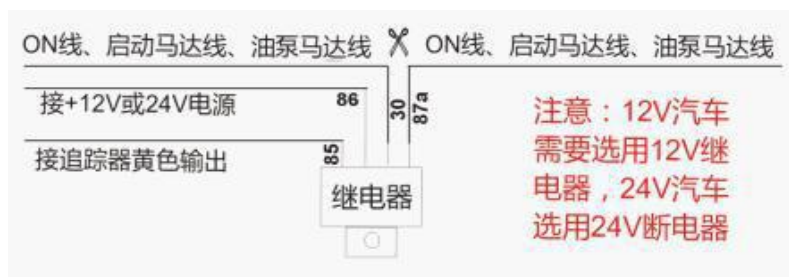 ON线、启动马达线、油泵马达线
ON线、启动马达线、油泵马达线
接+12V或24V电源
86
30
87a
接追踪器黄色输出
85
继电器
注意：12V汽车
需要选用12V继
电器，24V汽车
选用24V断电器